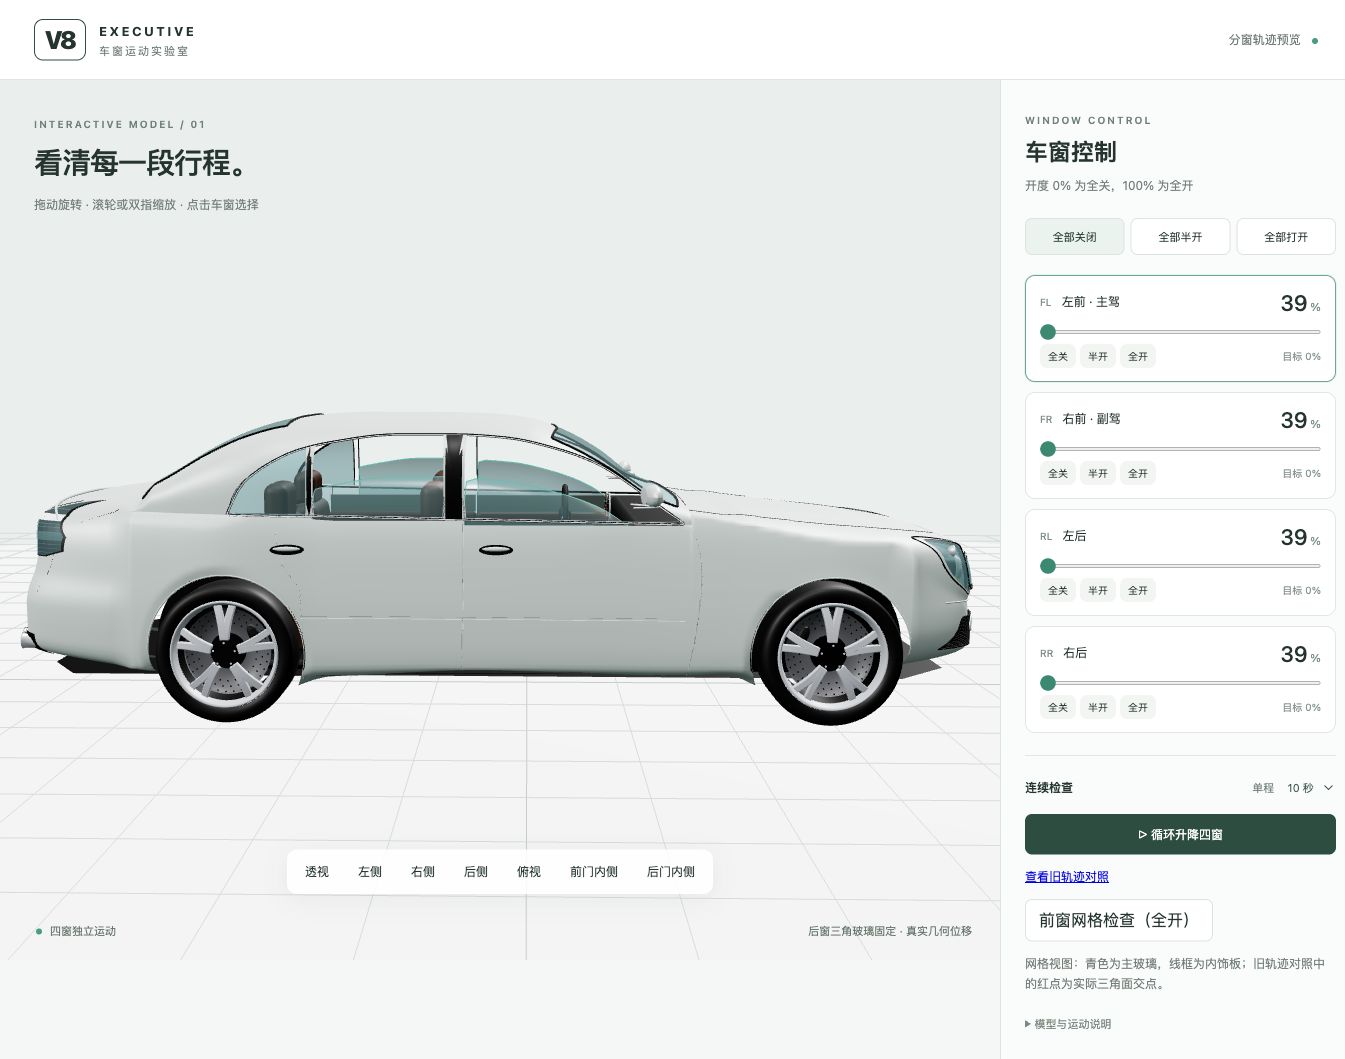 V8
EXECUTIVE
车窗运动实验室
分窗轨迹预览
INTERACTIVE MODEL / 01
看清每一段行程。
拖动旋转 · 滚轮或双指缩放 · 点击车窗选择
透视 左侧 右侧 后侧 俯视 前门内侧 后门内侧
四窗独立运动
后窗三角玻璃固定 · 真实几何位移
WINDOW CONTROL
车窗控制
开度 0% 为全关，100% 为全开
全部关闭 全部半开 全部打开
FL 左前 · 主驾 39 %
全关 半开 全开 目标 0%
FR 右前 · 副驾 39 %
全关 半开 全开 目标 0%
RL 左后 39 %
全关 半开 全开 目标 0%
RR 右后 39 %
全关 半开 全开 目标 0%
连续检查 单程 10 秒
循环升降四窗
查看旧轨迹对照
前窗网格检查（全开）
网格视图：青色为主玻璃，线框为内饰板；旧轨迹对照中
的红点为实际三角面交点。
模型与运动说明